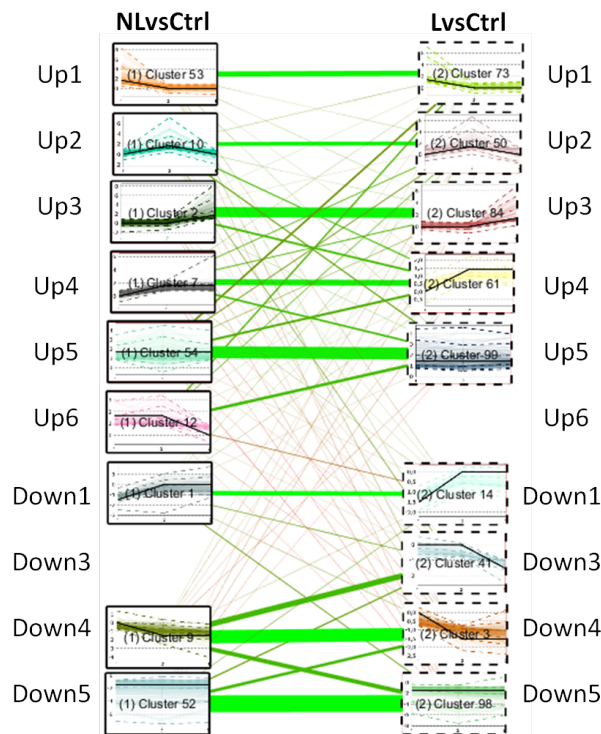 NLvsCtrl LvsCtrl
Up1 (1) Cluster 53 (2) Cluster 73 Up1
Up2 (1) Cluster 10 (2) Cluster 50 Up2
Up3 (1) Cluster 2 (2) Cluster 84 Up3
Up4 (1) Cluster 7 (2) Cluster 61 Up4
Up5 (1) Cluster 54 (2) Cluster 99 Up5
Up6 (1) Cluster 12 Up6
Down1 (1) Cluster 1 (2) Cluster 14 Down1
Down3 (2) Cluster 41 Down3
Down4 (1) Cluster 9 (2) Cluster 3 Down4
Down5 (1) Cluster 52 (2) Cluster 98 Down5